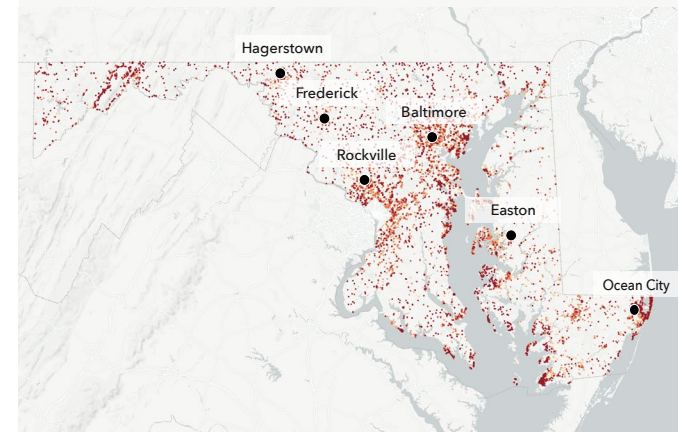 Hagerstown
Frederick
Baltimore
Rockville
Easton
Ocean City